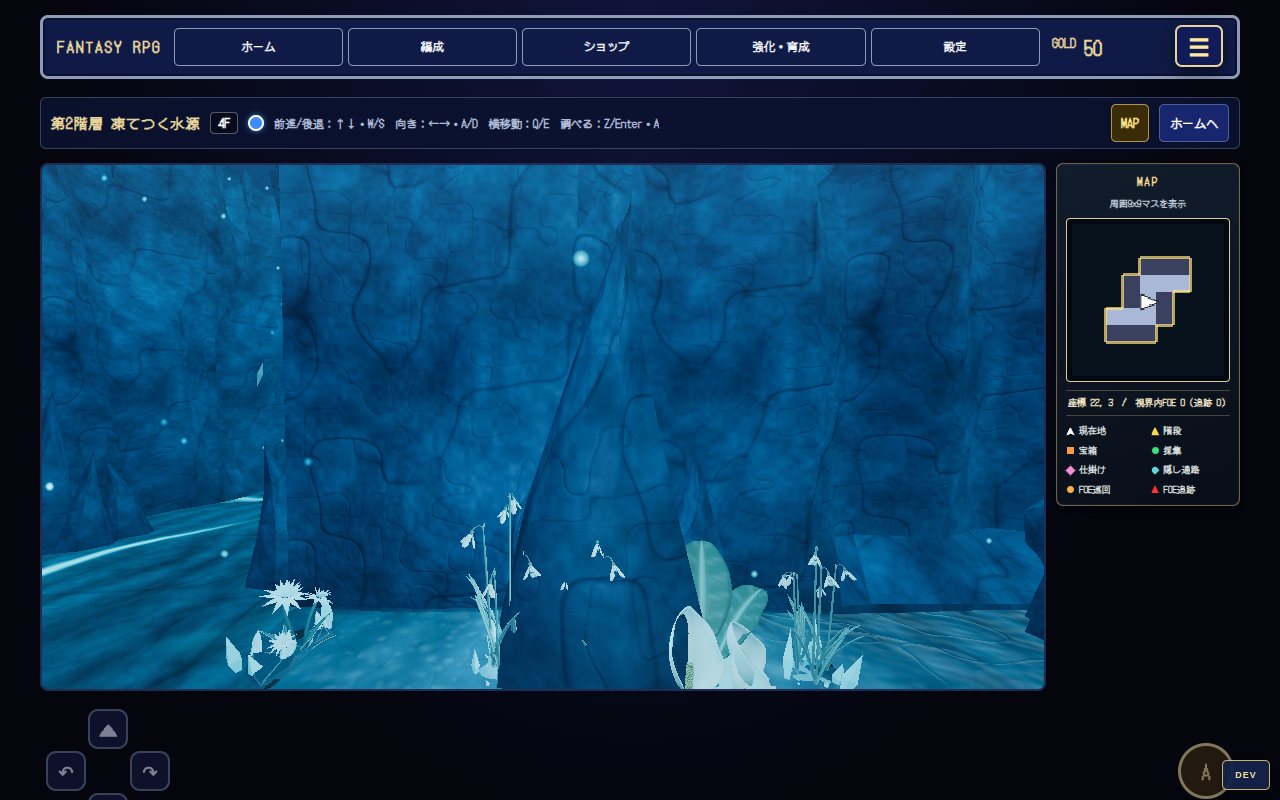 FANTASY RPG
ホーム
編成
ショップ
強化・育成
設定
GOLD 50
第2階層 凍てつく水源
4F
前進/後退：↑↓・W/S 向き：←→・A/D 横移動：Q/E 調べる：Z/Enter・A
MAP
ホームへ
MAP
周囲9x9マスを表示
座標 22, 3 / 視界内FOE 0 (追跡 0)
現在地
階段
宝箱
採集
仕掛け
隠し通路
FOE巡回
FOE追跡
A
DEV